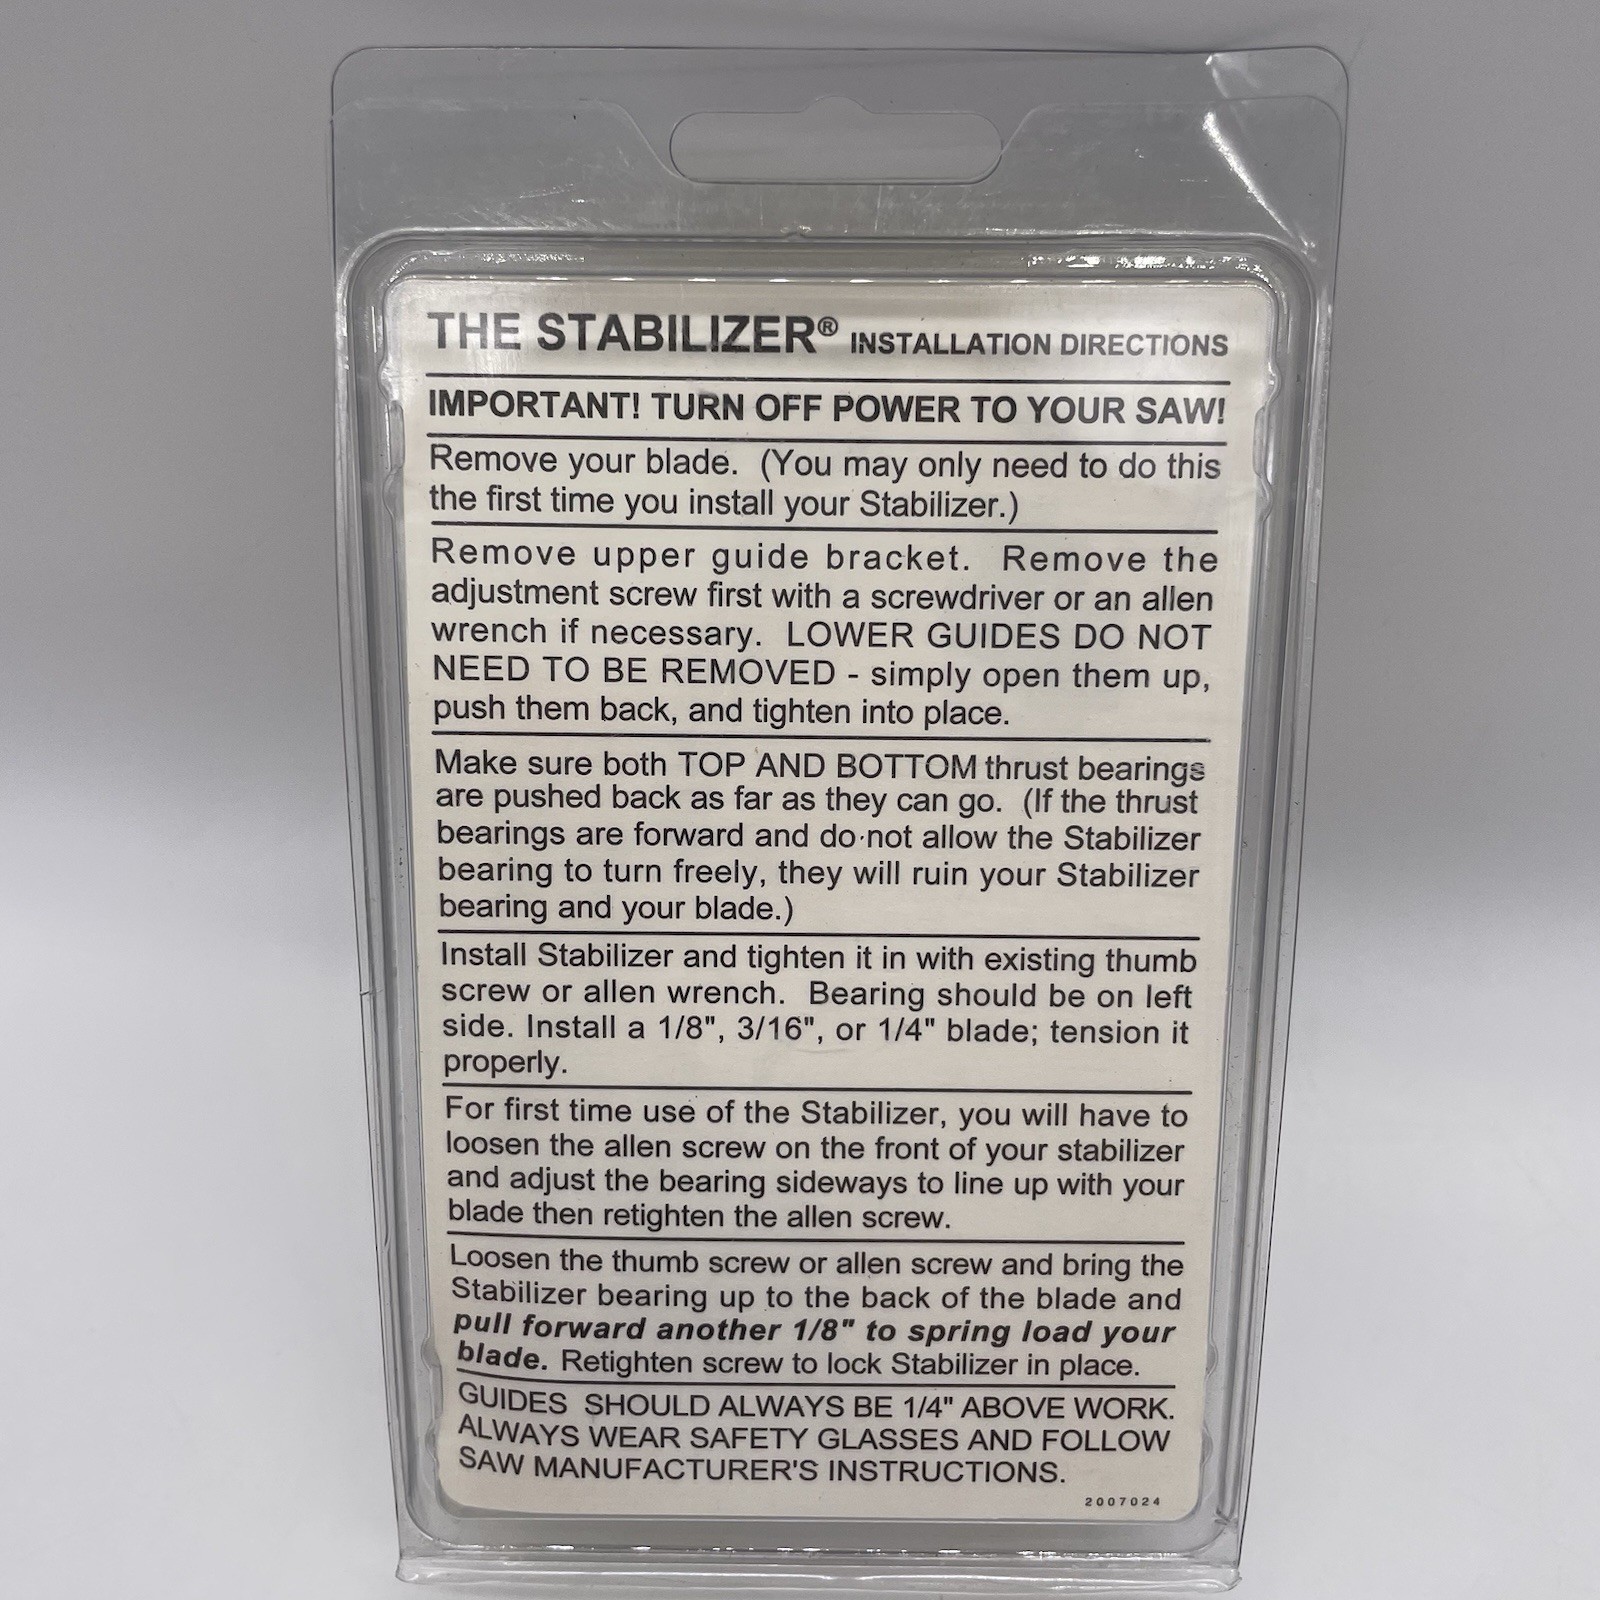 THE STABILIZER® INSTALLATION DIRECTIONS
IMPORTANT! TURN OFF POWER TO YOUR SAW!
Remove your blade. (You may only need to do this
the first time you install your Stabilizer.)
Remove upper guide bracket. Remove the
adjustment screw first with a screwdriver or an allen
wrench if necessary. LOWER GUIDES DO NOT
NEED TO BE REMOVED - simply open them up,
push them back, and tighten into place.
Make sure both TOP AND BOTTOM thrust bearings
are pushed back as far as they can go. (If the thrust
bearings are forward and do not allow the Stabilizer
bearing to turn freely, they will ruin your Stabilizer
bearing and your blade.)
Install Stabilizer and tighten it in with existing thumb
screw or allen wrench. Bearing should be on left
side. Install a 1/8", 3/16", or 1/4" blade; tension it
properly.
For first time use of the Stabilizer, you will have to
loosen the allen screw on the front of your stabilizer
and adjust the bearing sideways to line up with your
blade then retighten the allen screw.
Loosen the thumb screw or allen screw and bring the
Stabilizer bearing up to the back of the blade and
pull forward another 1/8" to spring load your
blade. Retighten screw to lock Stabilizer in place.
GUIDES SHOULD ALWAYS BE 1/4" ABOVE WORK.
ALWAYS WEAR SAFETY GLASSES AND FOLLOW
SAW MANUFACTURER'S INSTRUCTIONS.
2007024